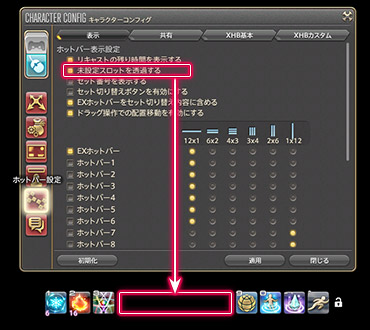 CHARACTER CONFIG キャラクターコンフィグ
表示 共有 XHB基本 XHBカスタム
ホットバー表示設定
リキャストの残り時間を表示する
未設定スロットを透過する
セット番号を表示する
セット切り替えボタンを有効にする
EXホットバーをセット切り替え内容に含める
ドラッグ操作での配置移動を有効にする
12x1 6x2 4x3 3x4 2x6 1x12
EXホットバー
ホットバー1
ホットバー2
ホットバー3
ホットバー4
ホットバー5
ホットバー6
ホットバー7
ホットバー8
ホットバー設定
初期化 適用 閉じる